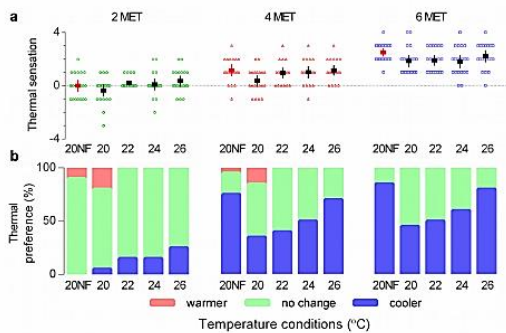 a
2 MET 4 MET 6 MET
Thermal sensation
4
0
-4
20NF 20 22 24 26 20NF 20 22 24 26 20NF 20 22 24 26
b
Thermal
preference (%)
100
50
0
20NF 20 22 24 26 20NF 20 22 24 26 20NF 20 22 24 26
warmer no change cooler
Temperature conditions (°C)